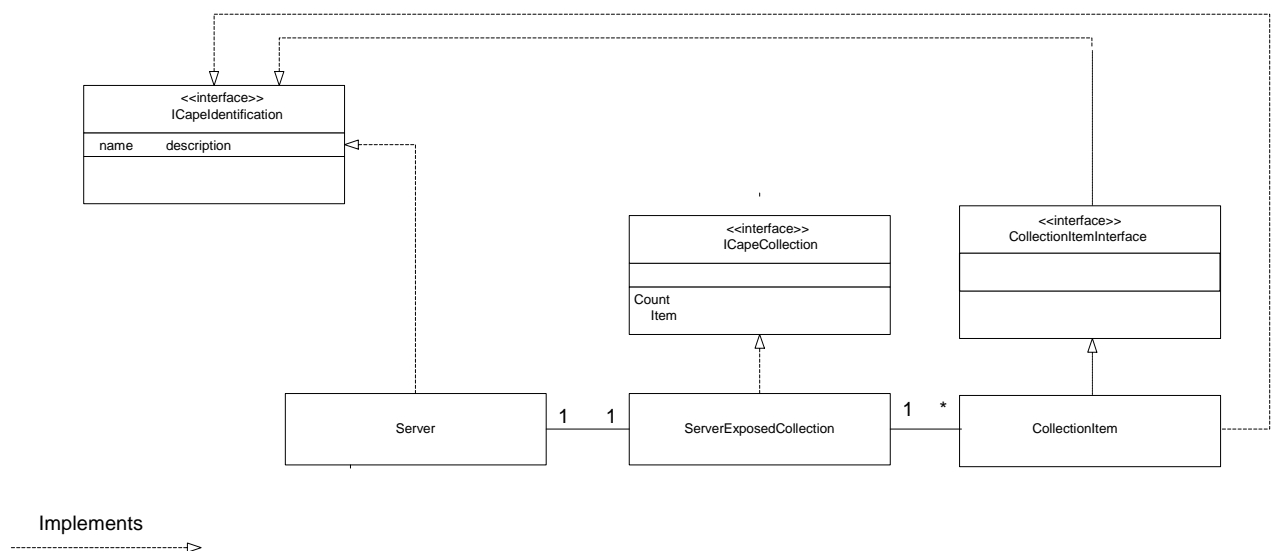 <<interface>>
ICapeIdentification
name description
<<interface>>
ICapeCollection
Count
Item
<<interface>>
CollectionItemInterface
Server
1 1
ServerExposedCollection
1 *
CollectionItem
Implements